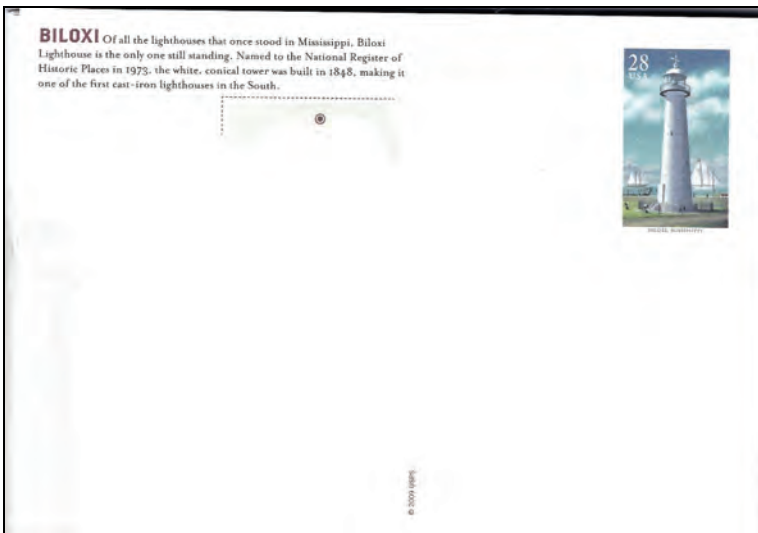 BILOXI Of all the lighthouses that once stood in Mississippi, Biloxi
Lighthouse is the only one still standing. Named to the National Register of
Historic Places in 1973, the white, conical tower was built in 1848, making it
one of the first cast-iron lighthouses in the South.
28
USA
BILOXI, MISSISSIPPI
© 2009 USPS